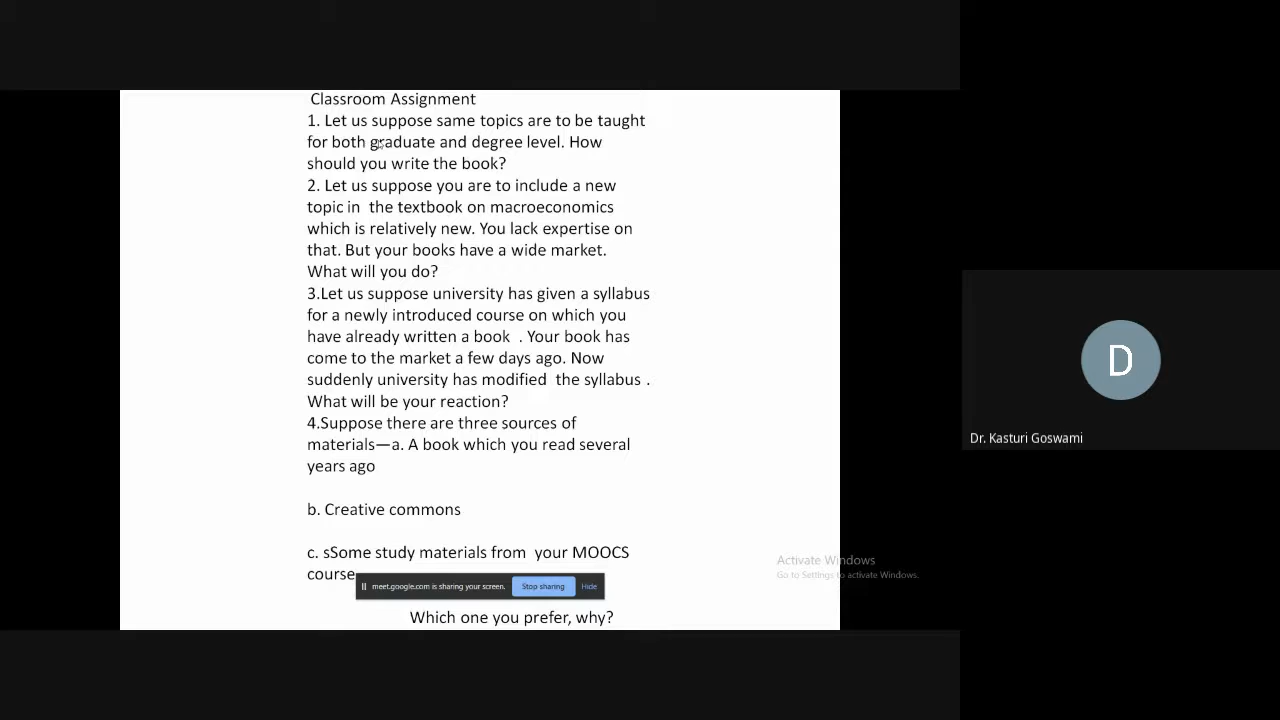 Classroom Assignment
1. Let us suppose same topics are to be taught
for both graduate and degree level. How
should you write the book?
2. Let us suppose you are to include a new
topic in  the textbook on macroeconomics
which is relatively new. You lack expertise on
that. But your books have a wide market.
What will you do?
3.Let us suppose university has given a syllabus
for a newly introduced course on which you
have already written a book  . Your book has
come to the market a few days ago. Now
suddenly university has modified  the syllabus .
What will be your reaction?
4.Suppose there are three sources of
materials—a. A book which you read several
years ago
b. Creative commons
c. sSome study materials from  your MOOCS
course
meet.google.com is sharing your screen. Stop sharing Hide
Which one you prefer, why?
Activate Windows
Go to Settings to activate Windows.
D
Dr. Kasturi Goswami